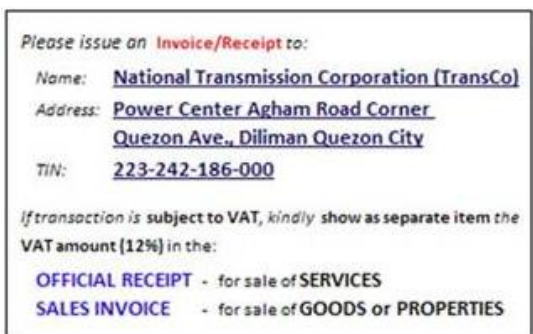 Please issue an Invoice/Receipt to:
Name: National Transmission Corporation (TransCo)
Address: Power Center Agham Road Corner
Quezon Ave., Diliman Quezon City
TIN: 223-242-186-000
If transaction is subject to VAT, kindly show as separate item the
VAT amount (12%) in the:
OFFICIAL RECEIPT - for sale of SERVICES
SALES INVOICE - for sale of GOODS or PROPERTIES